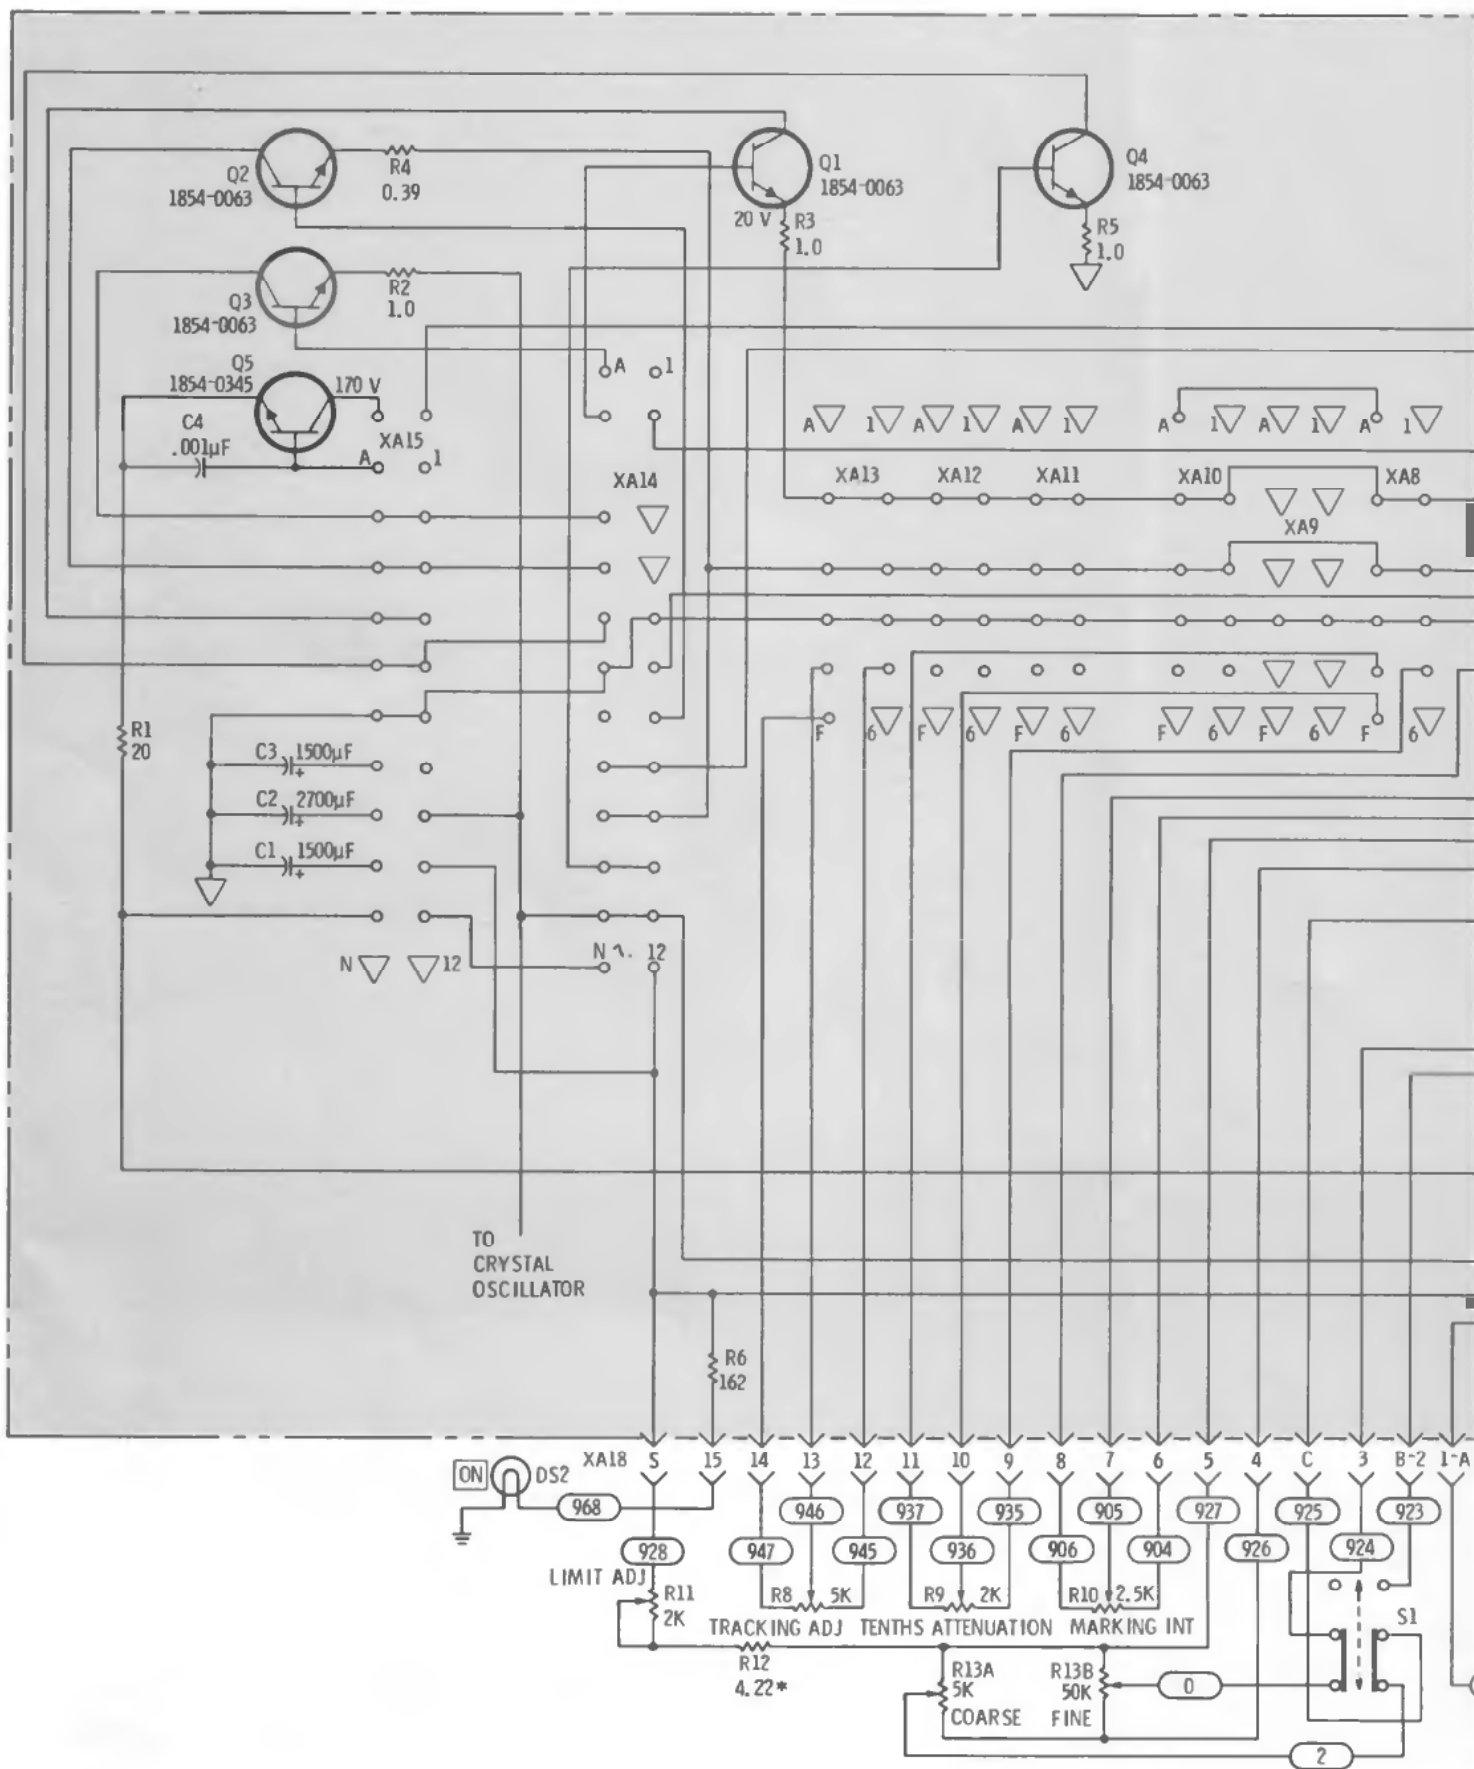 Q2
1854-0063
R4
0.39
Q1
1854-0063
20 V
R3
1.0
Q4
1854-0063
R5
1.0
Q3
1854-0063
R2
1.0
Q5
1854-0345
170 V
C4
.001µF
A
XA15
1
A
1
XA14
A 1 A 1 A 1 A 1 A 1 A 1
XA13 XA12 XA11 XA10 XA8
XA9
F 6 F 6 F 6 F 6 F 6 F 6
R1
20
C3 1500µF
+
C2 2700µF
+
C1 1500µF
+
N 12
N 12
TO
CRYSTAL
OSCILLATOR
R6
162
XA18 S 15 14 13 12 11 10 9 8 7 6 5 4 C 3 B-2 1-A
ON DS2
968
946 937 935 905 927 925 923
928 947 945 936 906 904 926 924
LIMIT ADJ
R11
2K
R8 5K
R9 2K
R10 2.5K
S1
TRACKING ADJ TENTHS ATTENUATION MARKING INT
R12
4.22*
R13A
5K
COARSE
R13B
50K
FINE
0
2